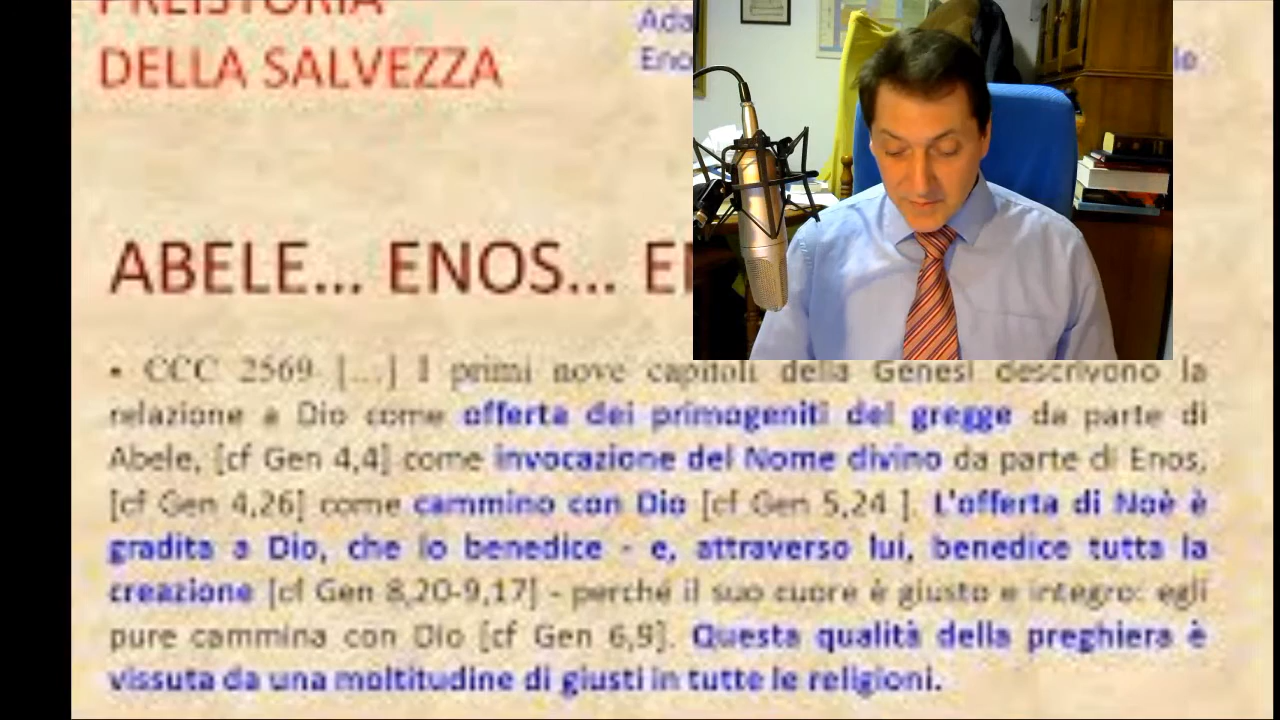 PREISTORIA
DELLA SALVEZZA
ABELE... ENOS...
• CCC 2569 [...] I primi nove capitoli della Genesi descrivono la
relazione a Dio come offerta dei primogeniti del gregge da parte di
Abele, [cf Gen 4,4] come invocazione del Nome divino da parte di Enos,
[cf Gen 4,26] come cammino con Dio [cf Gen 5,24 ]. L'offerta di Noè è
gradita a Dio, che lo benedice - e, attraverso lui, benedice tutta la
creazione [cf Gen 8,20-9,17] - perché il suo cuore è giusto e integro: egli
pure cammina con Dio [cf Gen 6,9]. Questa qualità della preghiera è
vissuta da una moltitudine di giusti in tutte le religioni.